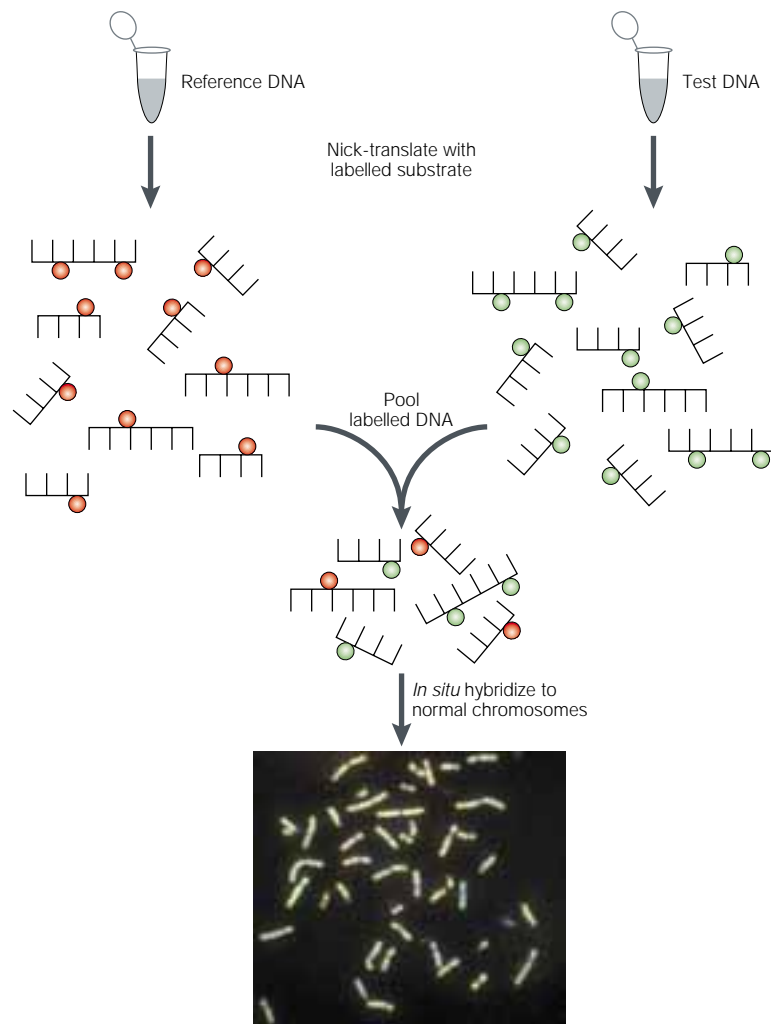 Reference DNA
Test DNA
Nick-translate with
labelled substrate
Pool
labelled DNA
In situ hybridize to
normal chromosomes